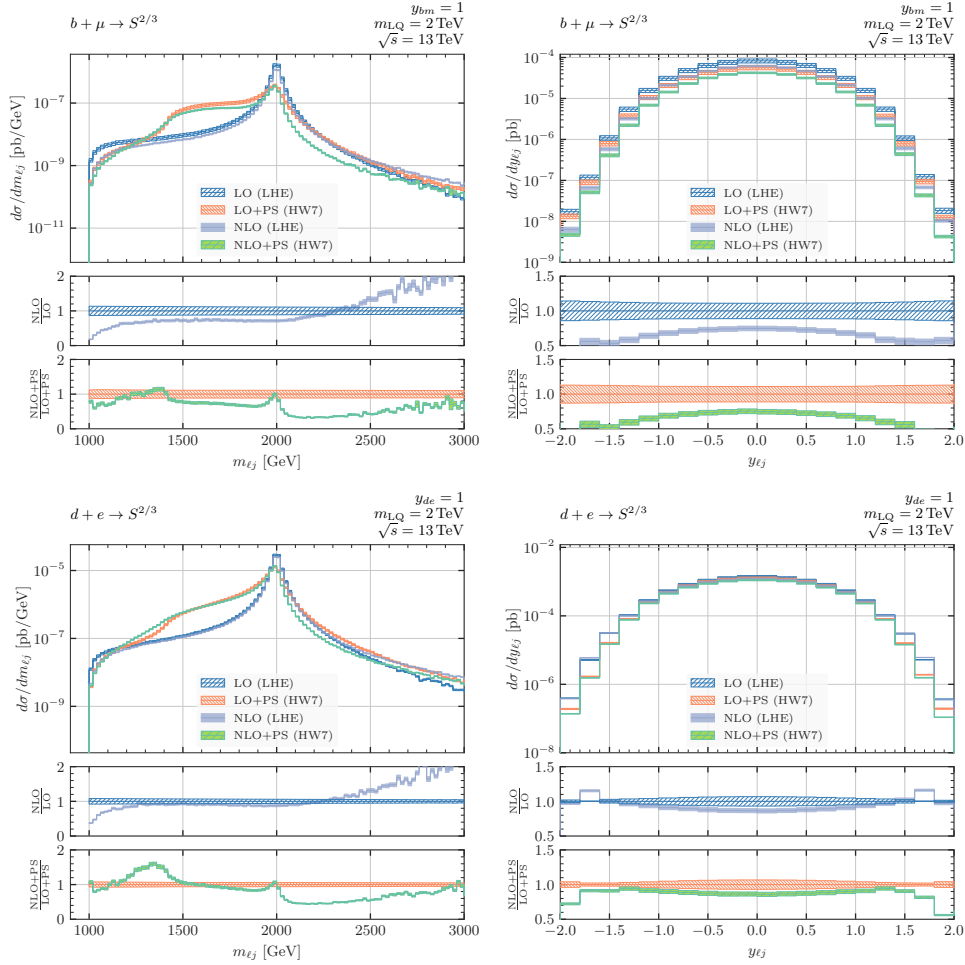 b + μ → S^{2/3}
y_{bm} = 1
m_{LQ} = 2 TeV
√s = 13 TeV
dσ/dm_{ℓj} [pb/GeV]
10^{−7}
10^{−9}
10^{−11}
LO (LHE)
LO+PS (HW7)
NLO (LHE)
NLO+PS (HW7)
NLO/LO
2
1
0
NLO+PS/LO+PS
2
1
0
1000 1500 2000 2500 3000
m_{ℓj} [GeV]
b + μ → S^{2/3}
y_{bm} = 1
m_{LQ} = 2 TeV
√s = 13 TeV
dσ/dy_{ℓj} [pb]
10^{−4}
10^{−5}
10^{−6}
10^{−7}
10^{−8}
10^{−9}
LO (LHE)
LO+PS (HW7)
NLO (LHE)
NLO+PS (HW7)
NLO/LO
1.5
1.0
0.5
NLO+PS/LO+PS
1.5
1.0
0.5
−2.0 −1.5 −1.0 −0.5 0.0 0.5 1.0 1.5 2.0
y_{ℓj}
d + e → S^{2/3}
y_{de} = 1
m_{LQ} = 2 TeV
√s = 13 TeV
dσ/dm_{ℓj} [pb/GeV]
10^{−5}
10^{−7}
10^{−9}
LO (LHE)
LO+PS (HW7)
NLO (LHE)
NLO+PS (HW7)
NLO/LO
2
1
0
NLO+PS/LO+PS
2
1
0
1000 1500 2000 2500 3000
m_{ℓj} [GeV]
d + e → S^{2/3}
y_{de} = 1
m_{LQ} = 2 TeV
√s = 13 TeV
dσ/dy_{ℓj} [pb]
10^{−2}
10^{−4}
10^{−6}
10^{−8}
LO (LHE)
LO+PS (HW7)
NLO (LHE)
NLO+PS (HW7)
NLO/LO
1.5
1.0
0.5
NLO+PS/LO+PS
1.5
1.0
0.5
−2.0 −1.5 −1.0 −0.5 0.0 0.5 1.0 1.5 2.0
y_{ℓj}